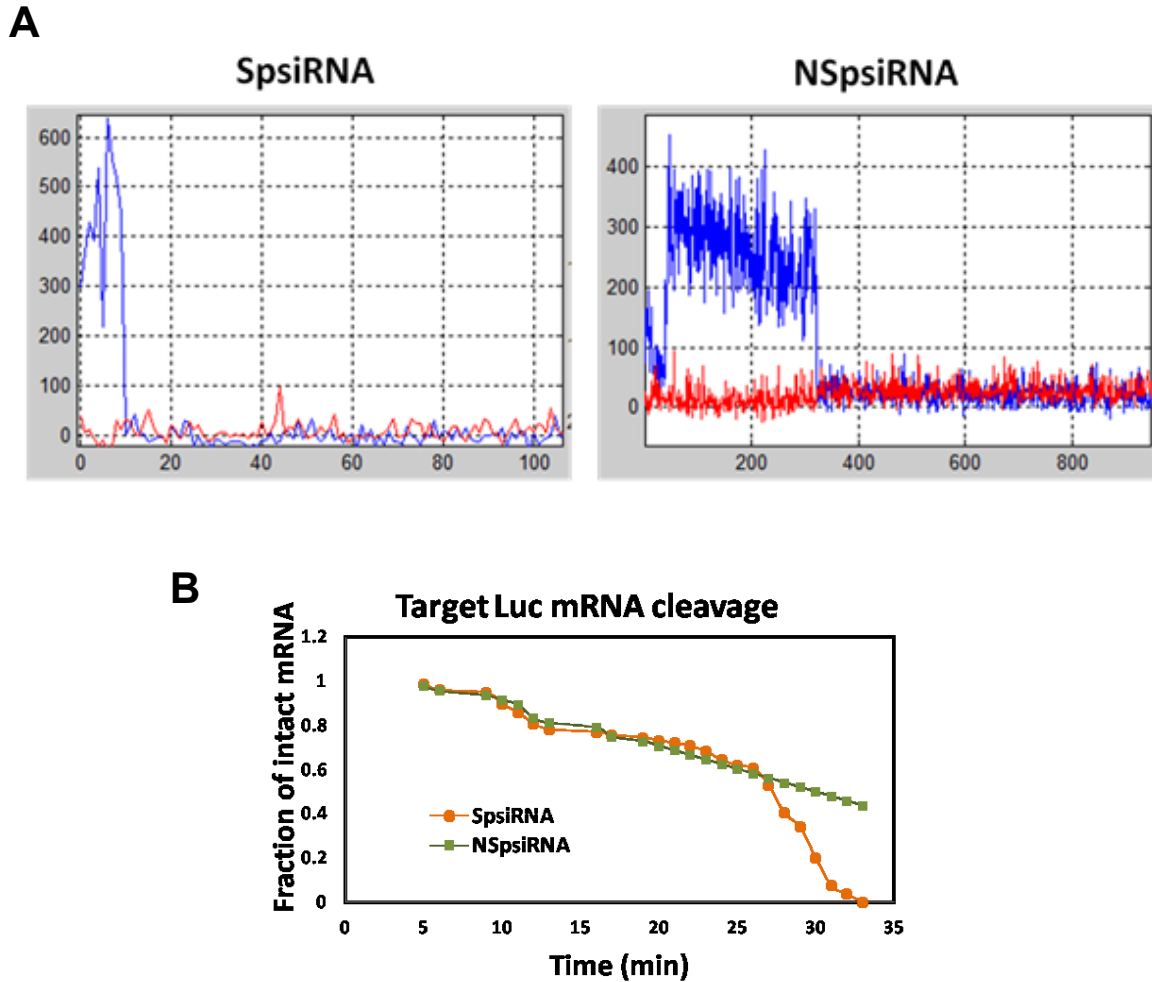 A
SpsiRNA
NSpsiRNA
600
500
400
300
200
100
0
0 20 40 60 80 100
400
300
200
100
0
200 400 600 800
B
Target Luc mRNA cleavage
Fraction of intact mRNA
1.2
1
0.8
0.6
0.4
0.2
0
SpsiRNA
NSpsiRNA
0 5 10 15 20 25 30 35
Time (min)